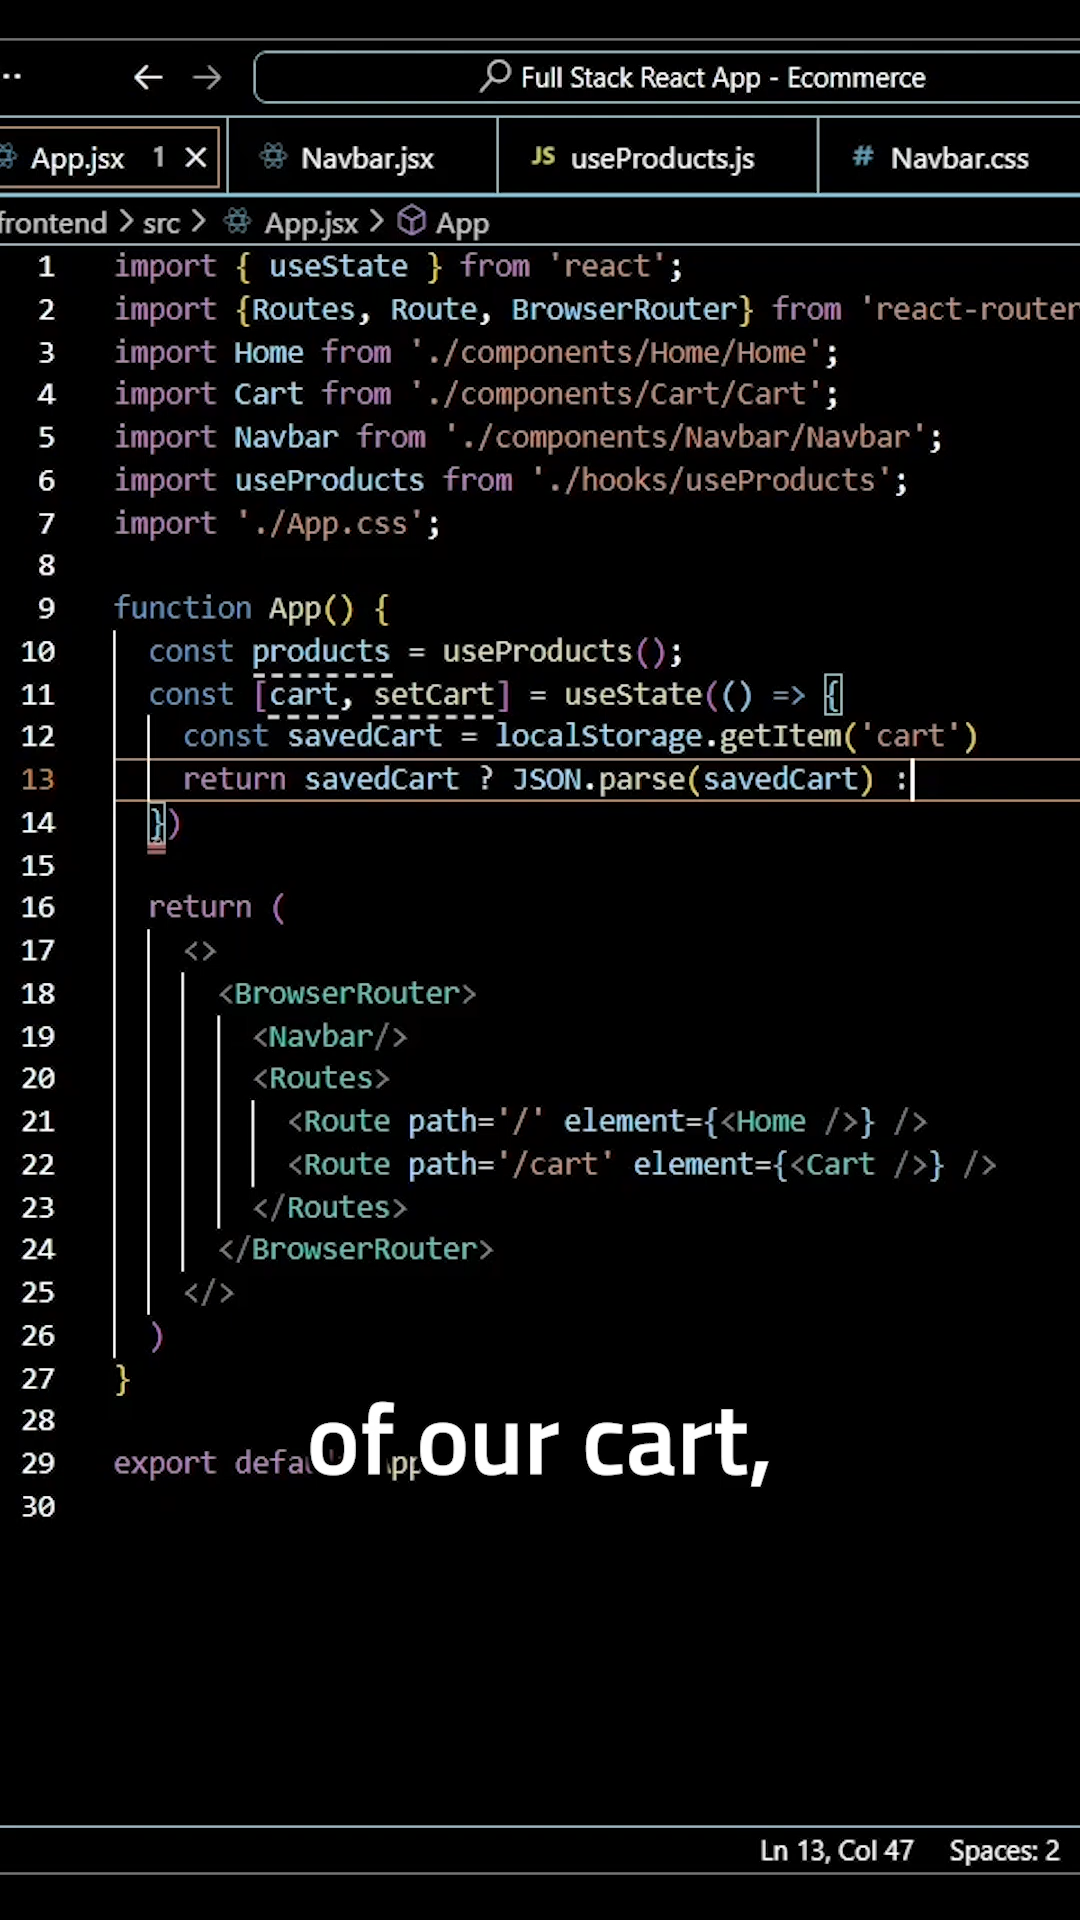 Full Stack React App - Ecommerce
App.jsx 1 Navbar.jsx JS useProducts.js # Navbar.css
frontend > src > App.jsx > App
1 import { useState } from 'react';
2 import {Routes, Route, BrowserRouter} from 'react-router
3 import Home from './components/Home/Home';
4 import Cart from './components/Cart/Cart';
5 import Navbar from './components/Navbar/Navbar';
6 import useProducts from './hooks/useProducts';
7 import './App.css';
8
9 function App() {
10 const products = useProducts();
11 const [cart, setCart] = useState(() => {
12 const savedCart = localStorage.getItem('cart')
13 return savedCart ? JSON.parse(savedCart) :
14 })
15
16 return (
17 <>
18 <BrowserRouter>
19 <Navbar/>
20 <Routes>
21 <Route path='/' element={<Home />} />
22 <Route path='/cart' element={<Cart />} />
23 </Routes>
24 </BrowserRouter>
25 </>
26 )
27 }
28
of our cart,
29 export
30
Ln 13, Col 47 Spaces: 2